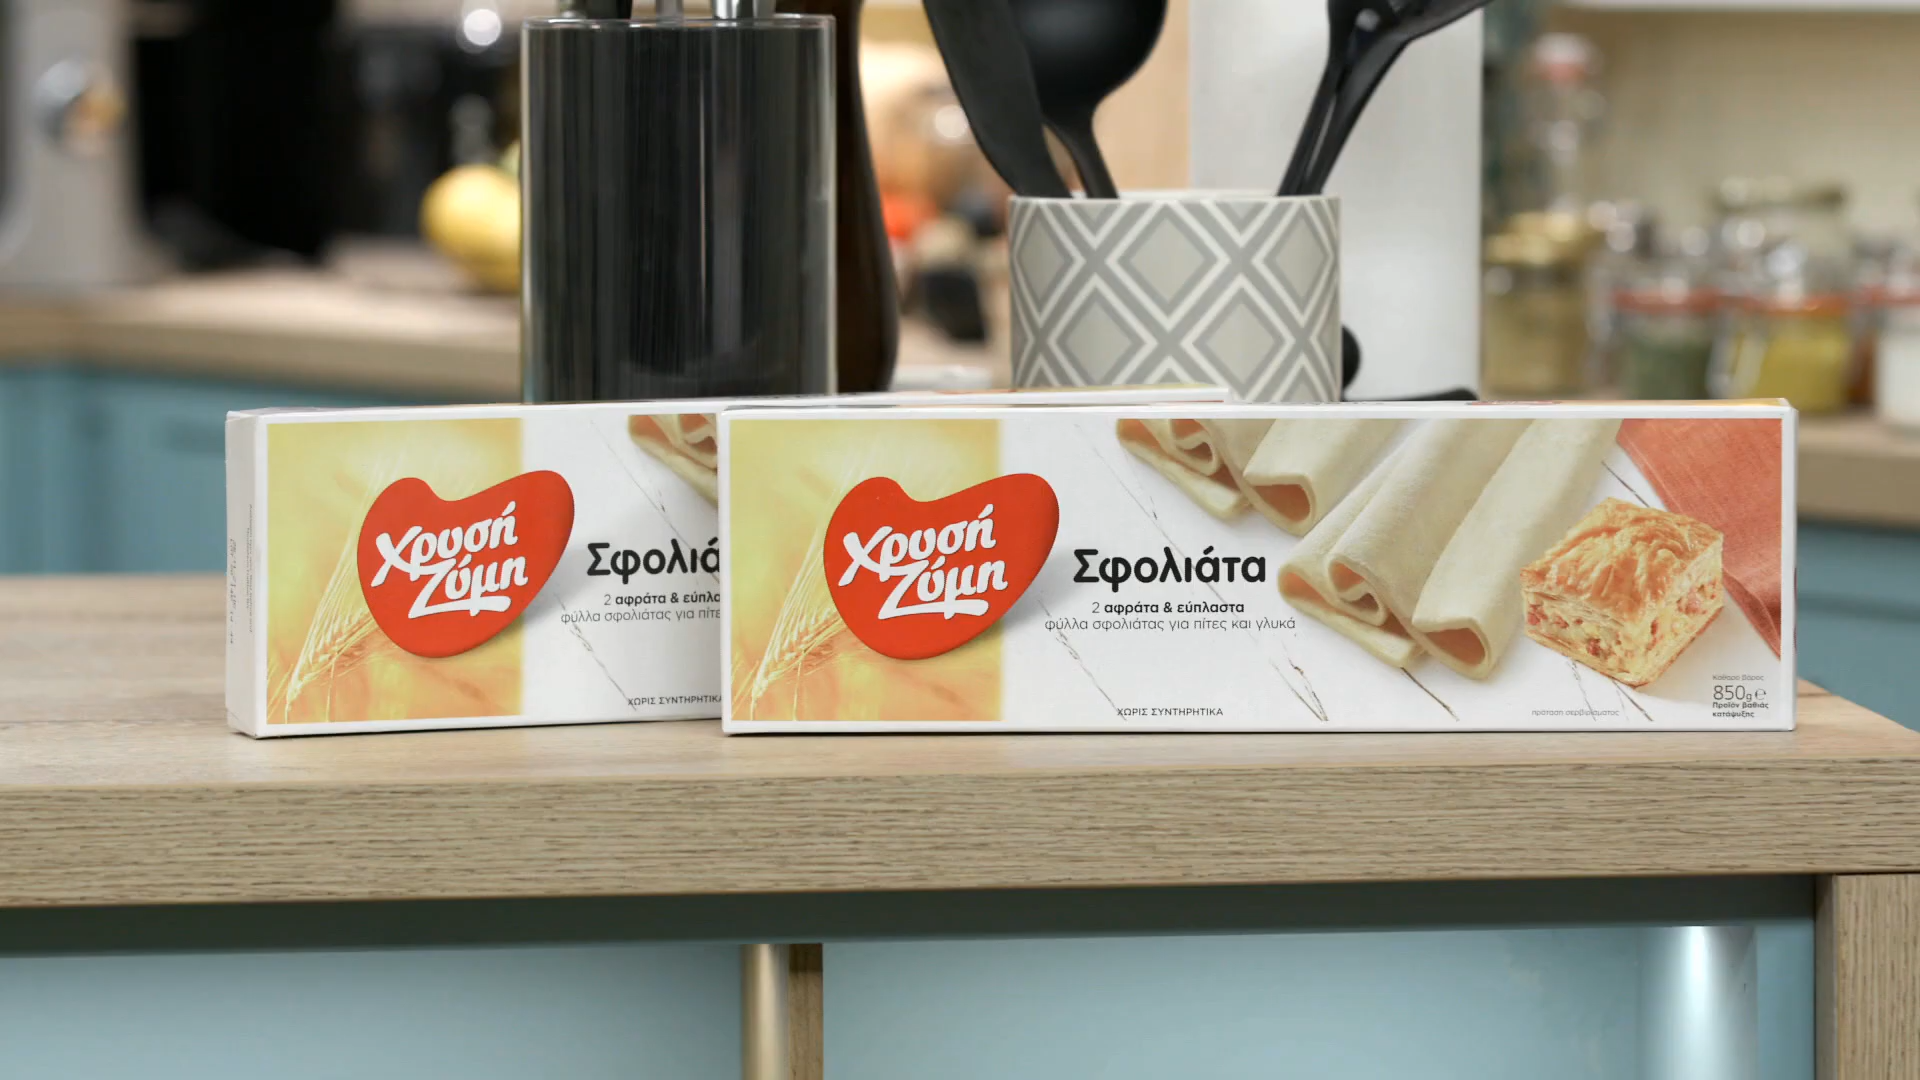 Χρυσή
Ζύμη
Σφολιά
2 αφράτα & εύπλα
φύλλα σφολιάτας για πίτε
ΧΩΡΙΣ ΣΥΝΤΗΡΗΤΙΚΑ
Χρυσή
Ζύμη
Σφολιάτα
2 αφράτα & εύπλαστα
φύλλα σφολιάτας για πίτες και γλυκά
ΧΩΡΙΣ ΣΥΝΤΗΡΗΤΙΚΑ
πρόταση σερβιρίσματος
Καθαρό βάρος
850g e
Προϊόν βαθιάς
κατάψυξης